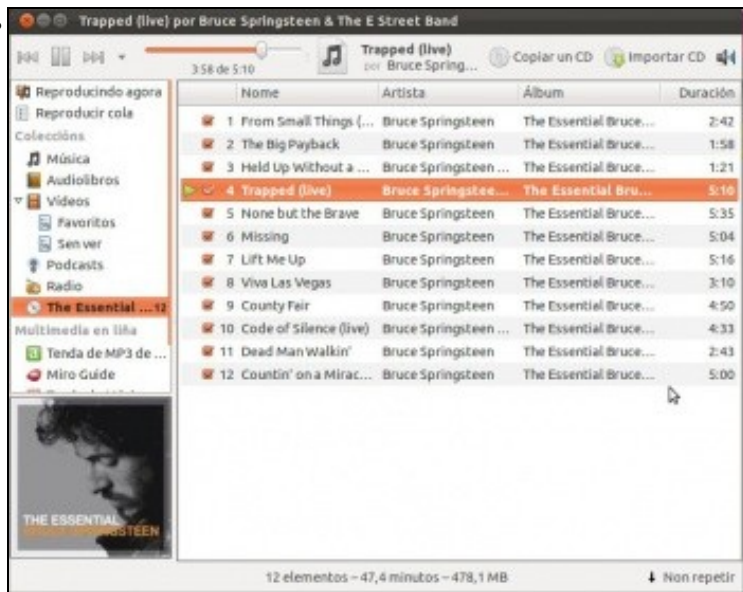 Trapped (live) por Bruce Springsteen & The E Street Band
3:58 de 5:10
Trapped (live)
por Bruce Spring...
Copiar un CD
Importar CD
Reproducindo agora
Reproducir cola
Coleccións
Música
Audiolibros
Vídeos
Favoritos
Sen ver
Podcasts
Radio
The Essential ... 12
Multimedia en liña
Tenda de MP3 de ...
Miro Guide
THE ESSENTIAL
BRUCE SPRINGSTEEN
Nome Artista Álbum Duración
1 From Small Things (... Bruce Springsteen The Essential Bruce... 2:42
2 The Big Payback Bruce Springsteen The Essential Bruce... 1:58
3 Held Up Without a ... Bruce Springsteen ... The Essential Bruce... 1:21
4 Trapped (live) Bruce Springstee... The Essential Bru... 5:10
5 None but the Brave Bruce Springsteen The Essential Bruce... 5:35
6 Missing Bruce Springsteen The Essential Bruce... 5:04
7 Lift Me Up Bruce Springsteen The Essential Bruce... 5:16
8 Viva Las Vegas Bruce Springsteen The Essential Bruce... 3:10
9 County Fair Bruce Springsteen The Essential Bruce... 4:50
10 Code of Silence (live) Bruce Springsteen ... The Essential Bruce... 4:33
11 Dead Man Walkin' Bruce Springsteen The Essential Bruce... 2:43
12 Countin' on a Mirac... Bruce Springsteen The Essential Bruce... 5:00
12 elementos – 47,4 minutos – 478,1 MB
Non repetir